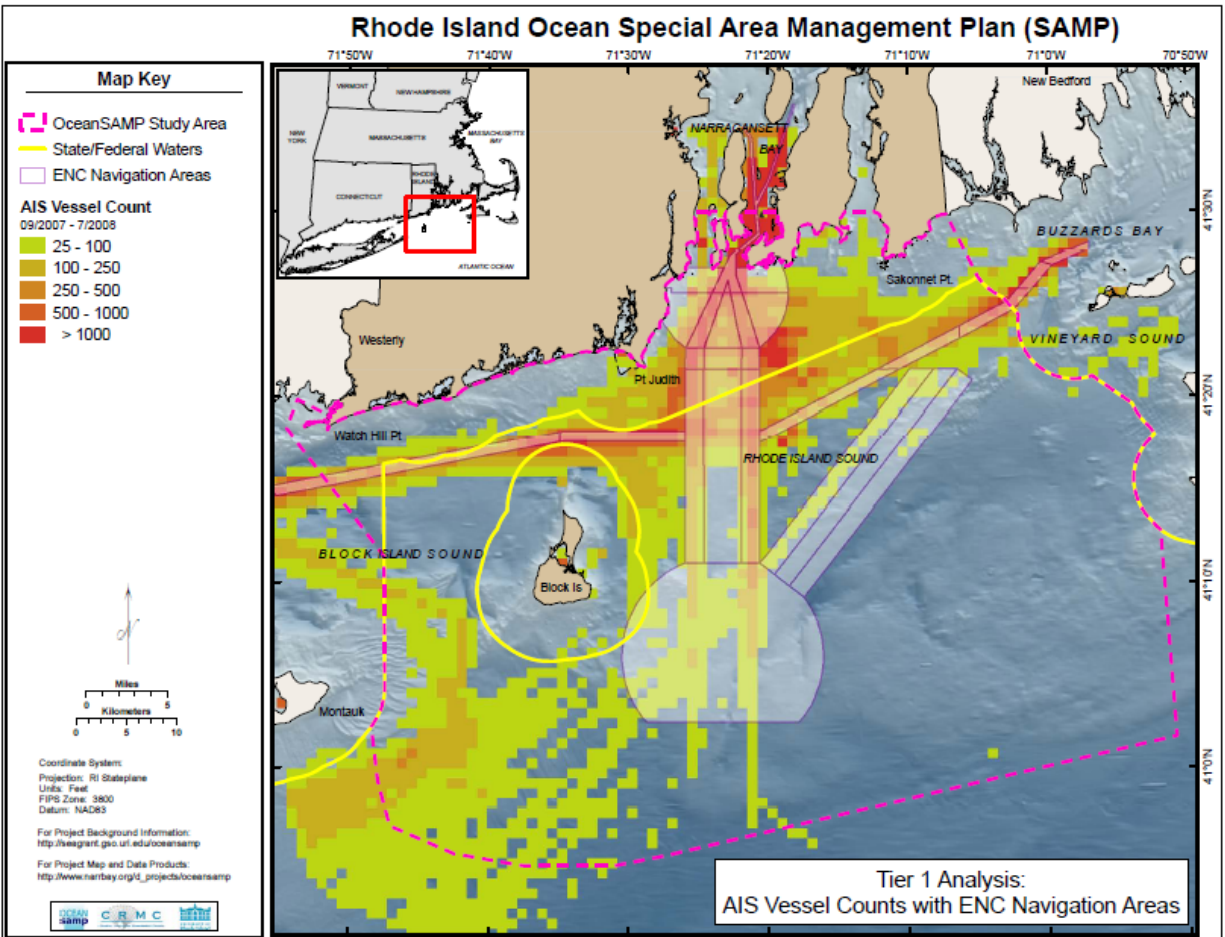 Rhode Island Ocean Special Area Management Plan (SAMP)
71°50'W
71°40'W
71°30'W
71°20'W
71°10'W
71°0'W
70°50'W
Map Key
OceanSAMP Study Area
State/Federal Waters
ENC Navigation Areas
AIS Vessel Count
09/2007 - 7/2008
25 - 100
100 - 250
250 - 500
500 - 1000
> 1000
Miles
0 5
Kilometers
0 5 10
Coordinate System:
Projection: RI Stateplane
Units: Feet
FIPS Zone: 3800
Datum: NAD83
For Project Background Information:
http://seagrant.gso.uri.edu/oceansamp
For Project Map and Data Products:
http://www.narrbay.org/d_projects/oceansamp
OCEAN
samp
C R M C
VERMONT
NEW HAMPSHIRE
NEW
YORK
MASSACHUSETTS
MASSACHUSETTS
BAY
CONNECTICUT
RHODE
ISLAND
ATLANTIC OCEAN
New Bedford
NARRAGANSETT
BAY
BUZZARDS BAY
Sakonnet Pt.
Westerly
VINEYARD SOUND
Pt Judith
Watch Hill Pt
RHODE ISLAND SOUND
BLOCK ISLAND SOUND
Block Is
Montauk
41°30'N
41°20'N
41°10'N
41°0'N
Tier 1 Analysis:
AIS Vessel Counts with ENC Navigation Areas